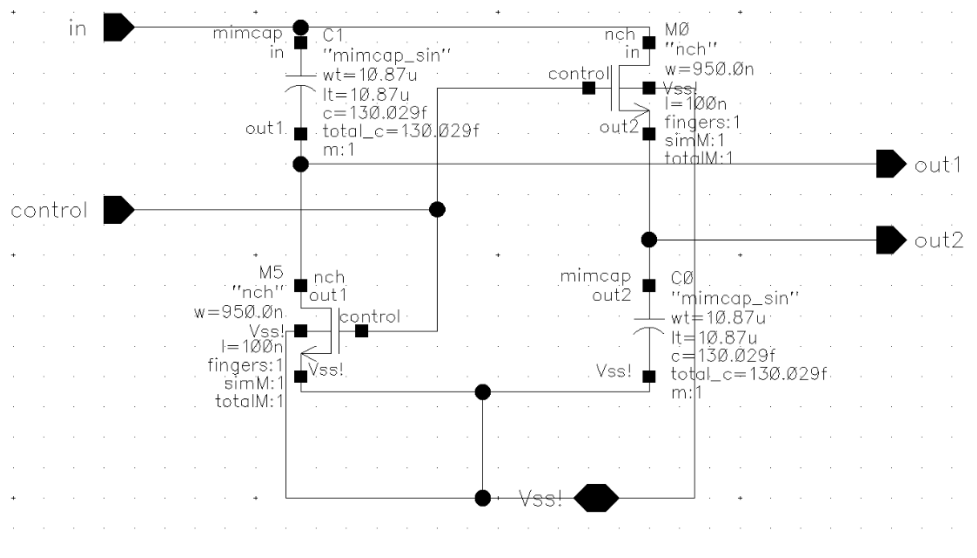 in
mimcap
in
C1
"mimcap_sin"
wt=10.87u
lt=10.87u
c=130.029f
total_c=130.029f
m:1
out1
nch
in
M0
"nch"
w=950.0n
control
Vss!
l=100n
fingers:1
simM:1
totalM:1
out2
out1
control
out2
M5
"nch"
w=950.0n
Vss!
l=100n
fingers:1
simM:1
totalM:1
nch
out1
control
Vss!
mimcap
out2
C0
"mimcap_sin"
wt=10.87u
lt=10.87u
c=130.029f
total_c=130.029f
m:1
Vss!
Vss!